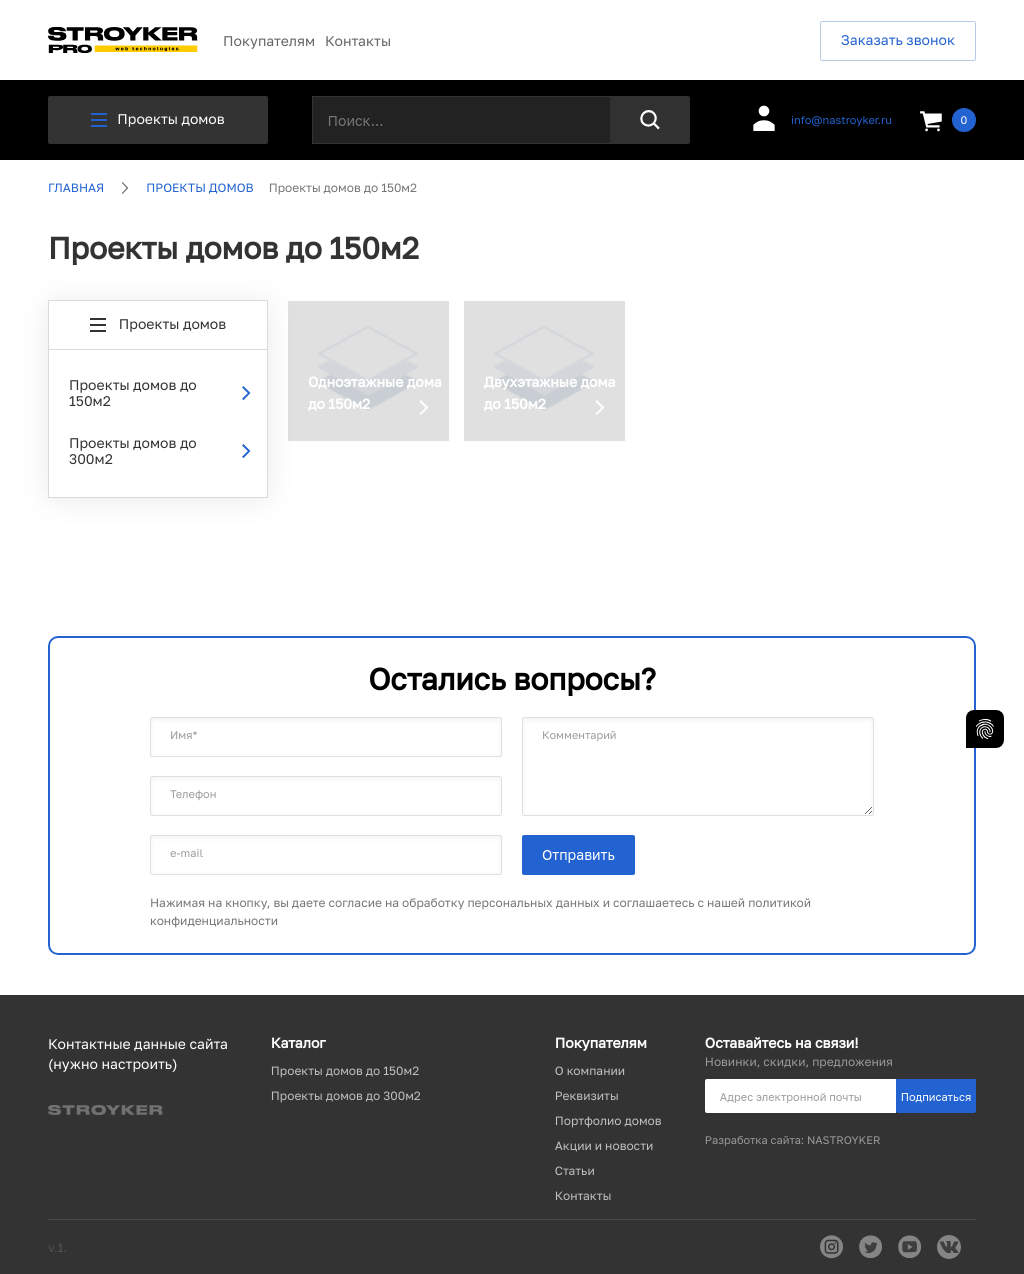 STROYKER
PRO web technologies
Покупателям Контакты
Заказать звонок
Проекты домов
Поиск...
info@nastroyker.ru
0
ГЛАВНАЯ
ПРОЕКТЫ ДОМОВ
Проекты домов до 150м2
Проекты домов до 150м2
Проекты домов
Проекты домов до
150м2
Проекты домов до
300м2
Одноэтажные дома
до 150м2
Двухэтажные дома
до 150м2
Остались вопросы?
Имя*
Телефон
e-mail
Комментарий
Отправить
Нажимая на кнопку, вы даете согласие на обработку персональных данных и соглашаетесь с нашей политикой
конфиденциальности
Контактные данные сайта
(нужно настроить)
STROYKER
Каталог
Проекты домов до 150м2
Проекты домов до 300м2
Покупателям
О компании
Реквизиты
Портфолио домов
Акции и новости
Статьи
Контакты
Оставайтесь на связи!
Новинки, скидки, предложения
Адрес электронной почты
Подписаться
Разработка сайта: NASTROYKER
v.1.